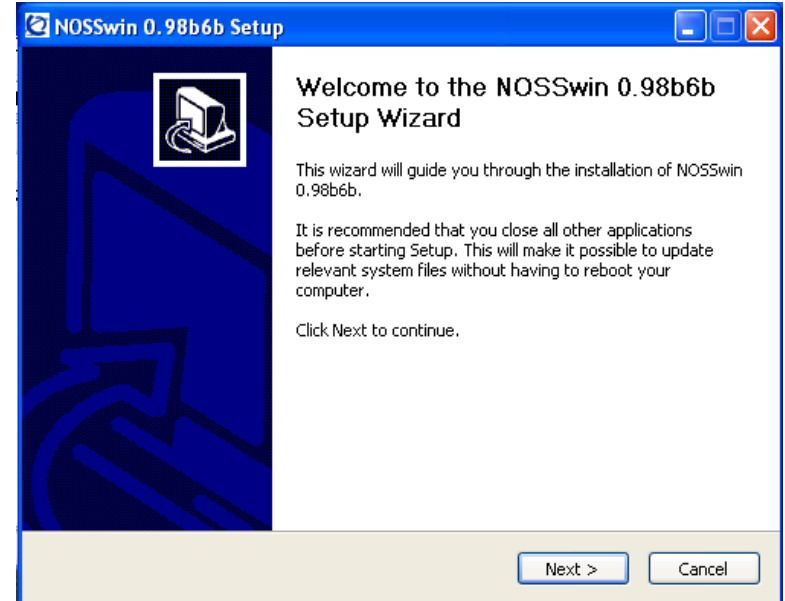 NOSSwin 0.98b6b Setup
Welcome to the NOSSwin 0.98b6b
Setup Wizard
This wizard will guide you through the installation of NOSSwin
0.98b6b.
It is recommended that you close all other applications
before starting Setup. This will make it possible to update
relevant system files without having to reboot your
computer.
Click Next to continue.
Next >
Cancel